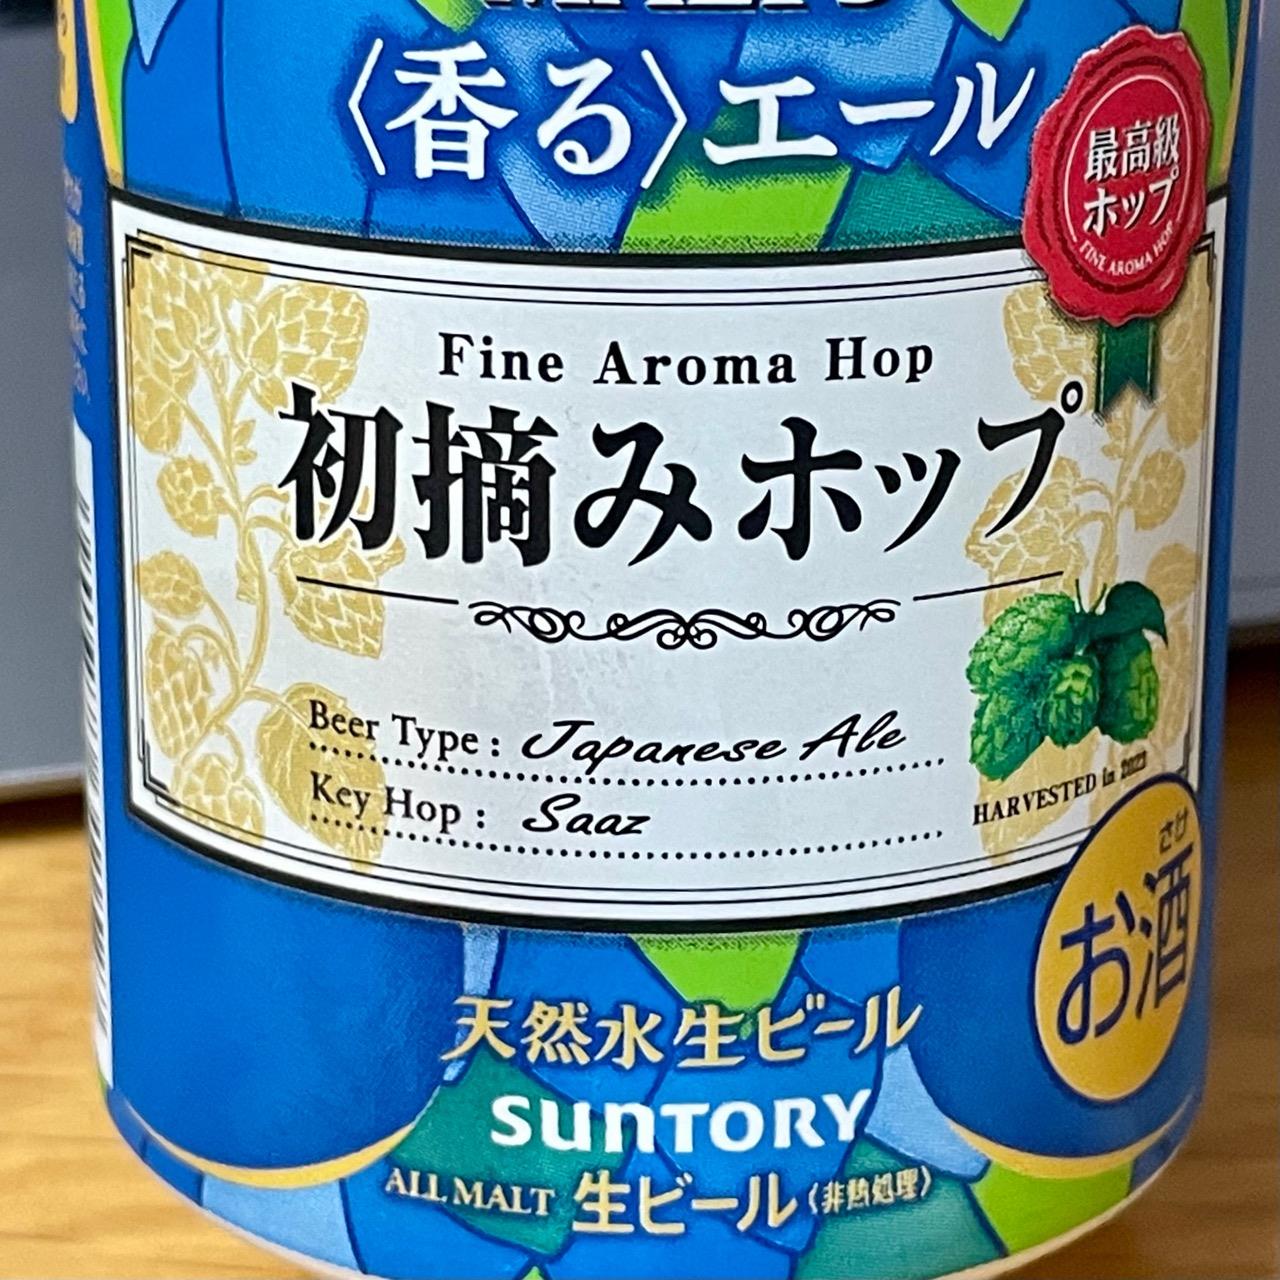 〈香る〉エール
最高級
ホップ
FINE AROMA HOP
Fine Aroma Hop
初摘みホップ
Beer Type : Japanese Ale
Key Hop : Saaz
HARVESTED in 2023
さけ
お酒
天然水生ビール
SUNTORY
ALL MALT 生ビール〈非熱処理〉